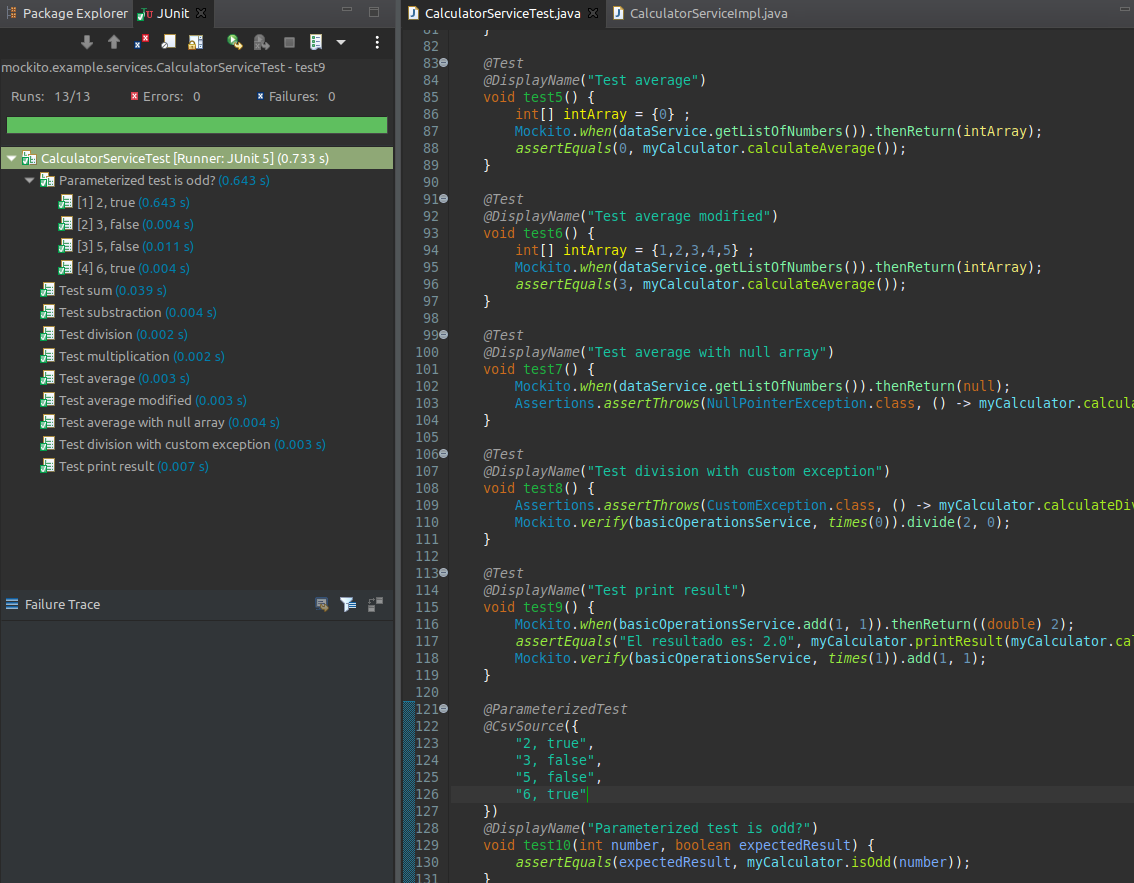 Package Explorer
JUnit
mockito.example.services.CalculatorServiceTest - test9
Runs: 13/13
Errors: 0
Failures: 0
CalculatorServiceTest [Runner: JUnit 5] (0.733 s)
Parameterized test is odd? (0.643 s)
[1] 2, true (0.643 s)
[2] 3, false (0.004 s)
[3] 5, false (0.011 s)
[4] 6, true (0.004 s)
Test sum (0.039 s)
Test substraction (0.004 s)
Test division (0.002 s)
Test multiplication (0.002 s)
Test average (0.003 s)
Test average modified (0.003 s)
Test average with null array (0.004 s)
Test division with custom exception (0.003 s)
Test print result (0.007 s)
Failure Trace
CalculatorServiceTest.java
CalculatorServiceImpl.java
81 }
82
83 @Test
84 @DisplayName("Test average")
85 void test5() {
86 int[] intArray = {0} ;
87 Mockito.when(dataService.getListOfNumbers()).thenReturn(intArray);
88 assertEquals(0, myCalculator.calculateAverage());
89 }
90
91 @Test
92 @DisplayName("Test average modified")
93 void test6() {
94 int[] intArray = {1,2,3,4,5} ;
95 Mockito.when(dataService.getListOfNumbers()).thenReturn(intArray);
96 assertEquals(3, myCalculator.calculateAverage());
97 }
98
99 @Test
100 @DisplayName("Test average with null array")
101 void test7() {
102 Mockito.when(dataService.getListOfNumbers()).thenReturn(null);
103 Assertions.assertThrows(NullPointerException.class, () -> myCalculator.calcula
104 }
105
106 @Test
107 @DisplayName("Test division with custom exception")
108 void test8() {
109 Assertions.assertThrows(CustomException.class, () -> myCalculator.calculateDiv
110 Mockito.verify(basicOperationsService, times(0)).divide(2, 0);
111 }
112
113 @Test
114 @DisplayName("Test print result")
115 void test9() {
116 Mockito.when(basicOperationsService.add(1, 1)).thenReturn((double) 2);
117 assertEquals("El resultado es: 2.0", myCalculator.printResult(myCalculator.cal
118 Mockito.verify(basicOperationsService, times(1)).add(1, 1);
119 }
120
121 @ParameterizedTest
122 @CsvSource({
123 "2, true",
124 "3, false",
125 "5, false",
126 "6, true"
127 })
128 @DisplayName("Parameterized test is odd?")
129 void test10(int number, boolean expectedResult) {
130 assertEquals(expectedResult, myCalculator.isOdd(number));
131 }